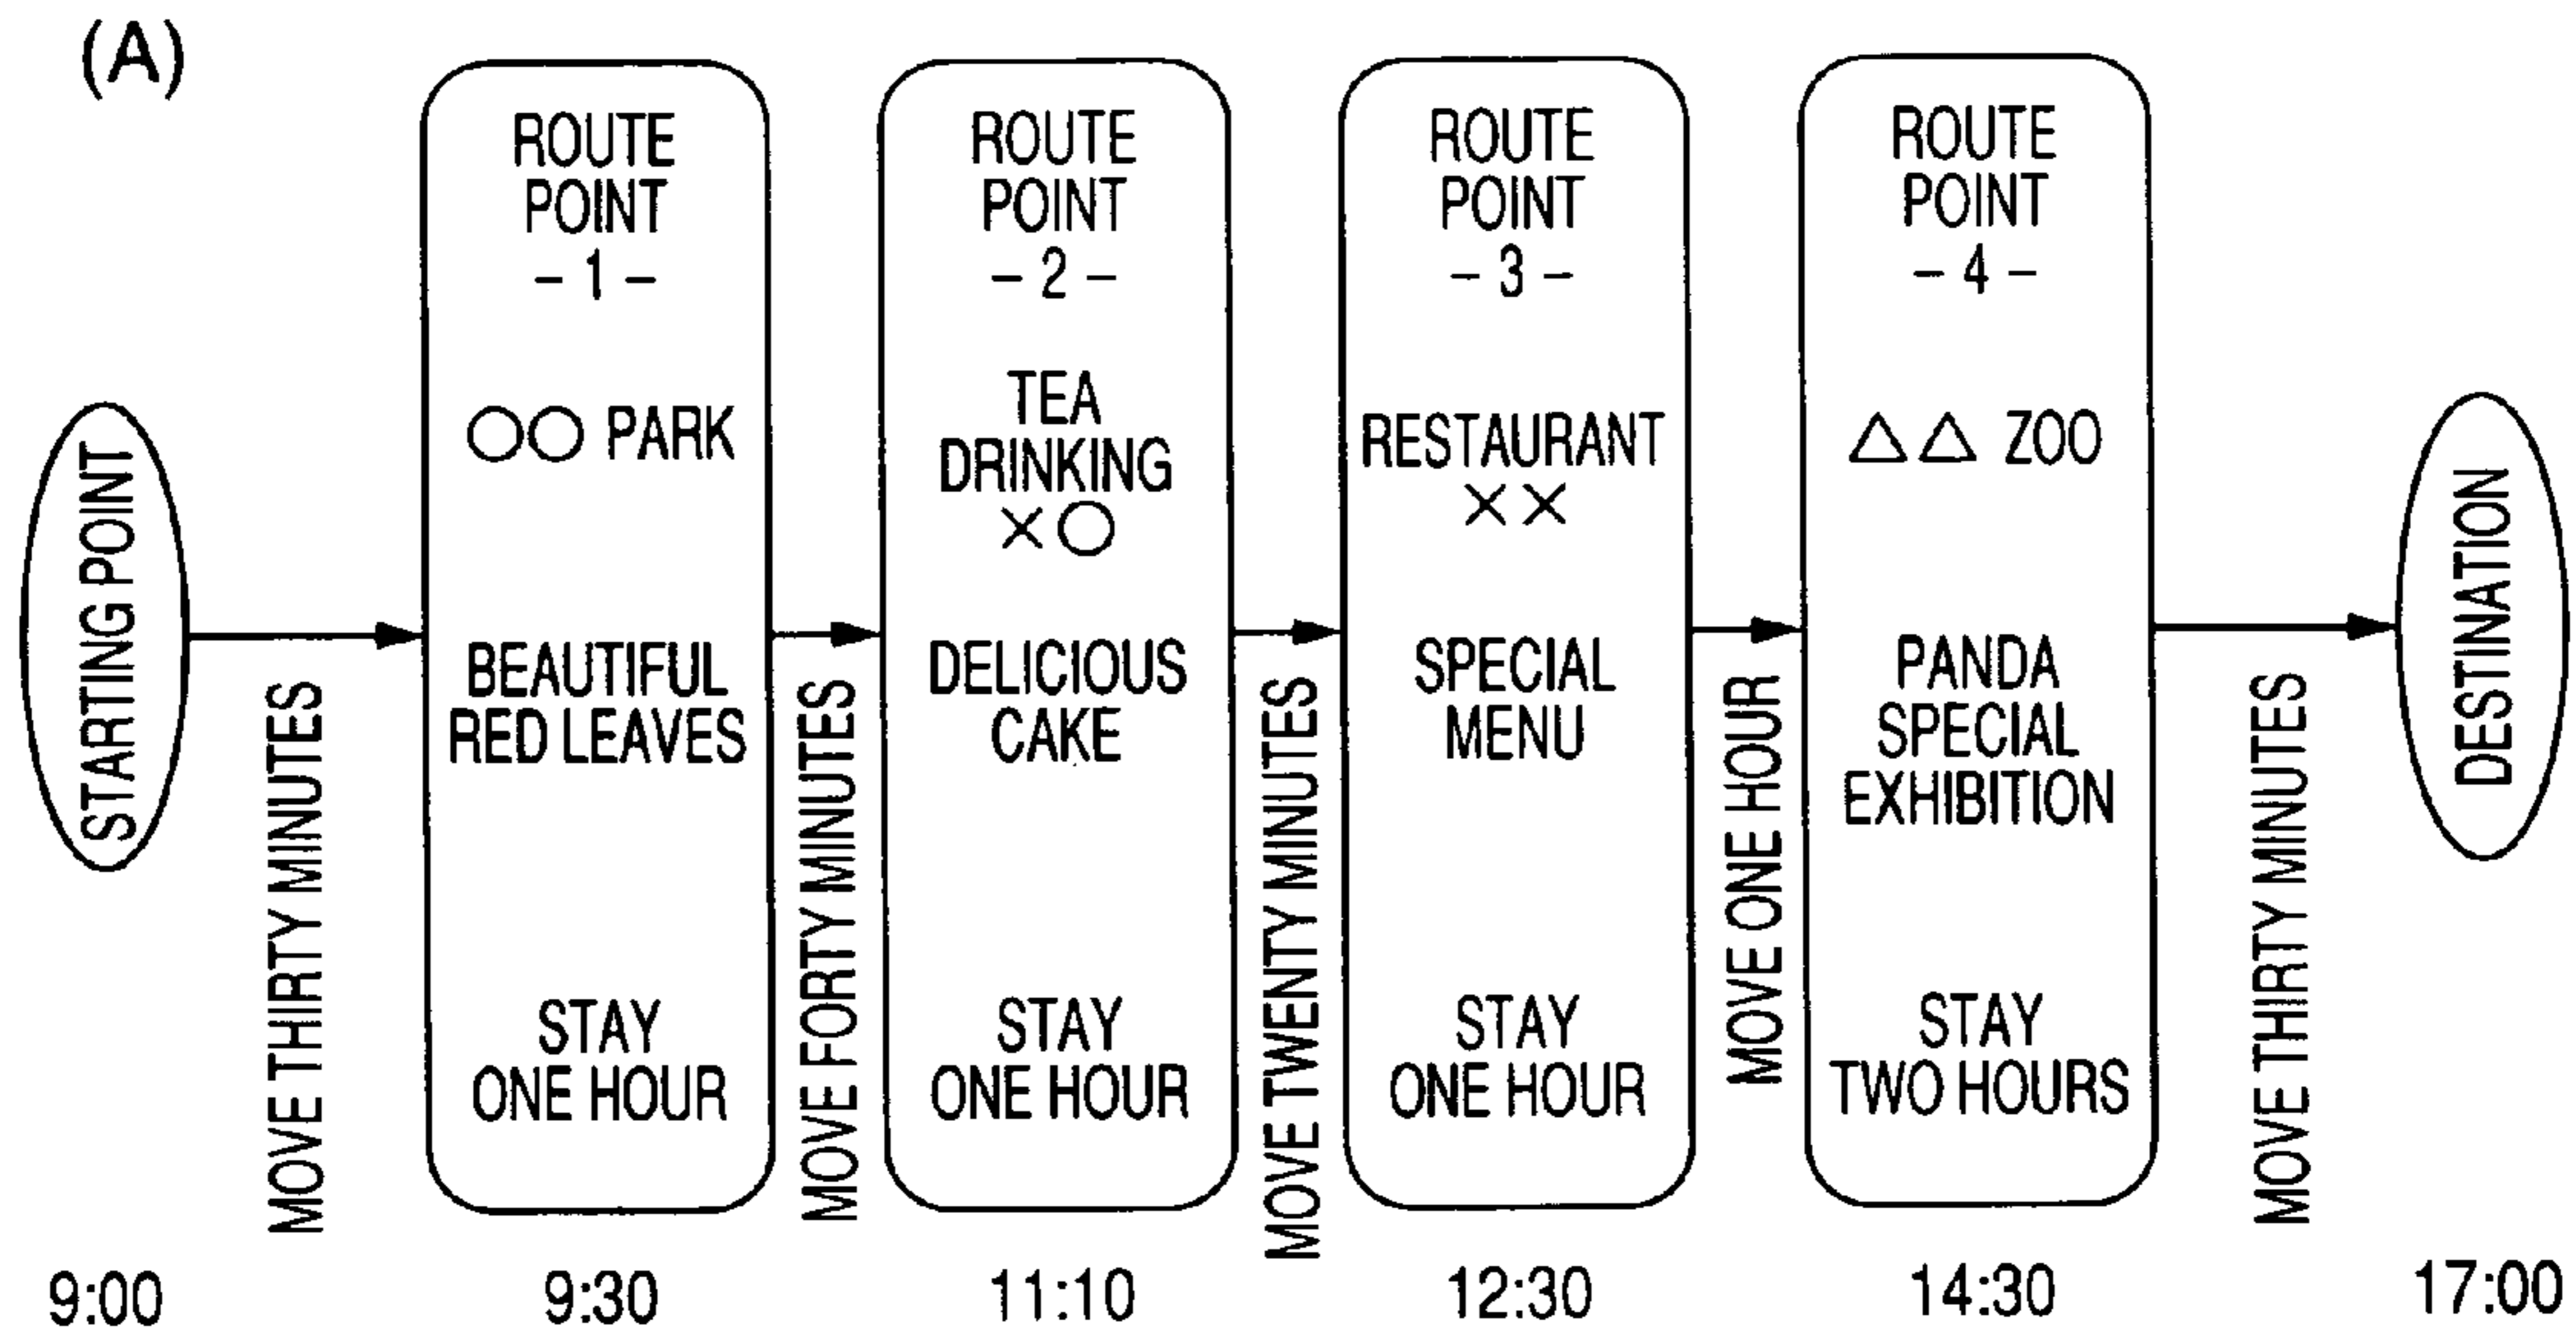 (A)
STARTING POINT
MOVE THIRTY MINUTES
ROUTE
POINT
– 1 –
○○ PARK
BEAUTIFUL
RED LEAVES
STAY
ONE HOUR
MOVE FORTY MINUTES
ROUTE
POINT
– 2 –
TEA
DRINKING
×○
DELICIOUS
CAKE
STAY
ONE HOUR
MOVE TWENTY MINUTES
ROUTE
POINT
– 3 –
RESTAURANT
××
SPECIAL
MENU
STAY
ONE HOUR
MOVE ONE HOUR
ROUTE
POINT
– 4 –
△△ ZOO
PANDA
SPECIAL
EXHIBITION
STAY
TWO HOURS
MOVE THIRTY MINUTES
DESTINATION
9:00 9:30 11:10 12:30 14:30 17:00